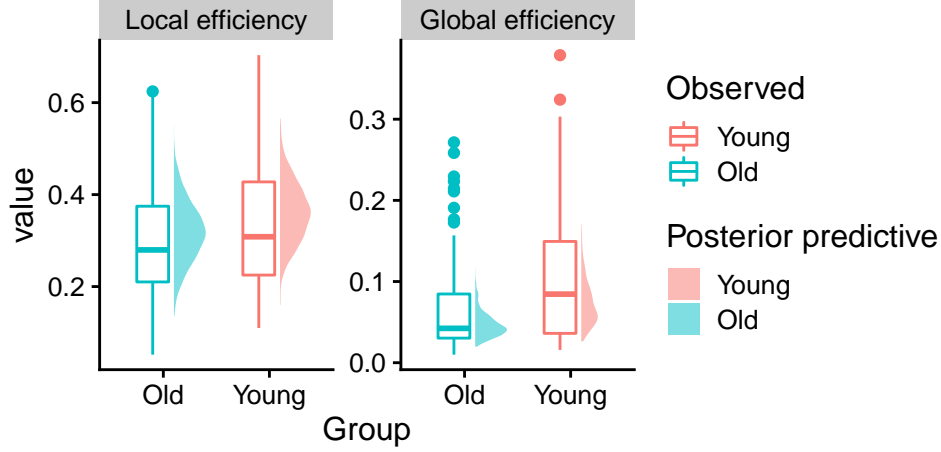 Local efficiency
Global efficiency
value
0.6
0.4
0.2
0.3
0.2
0.1
0.0
Old
Young
Old
Young
Group
Observed
Young
Old
Posterior predictive
Young
Old